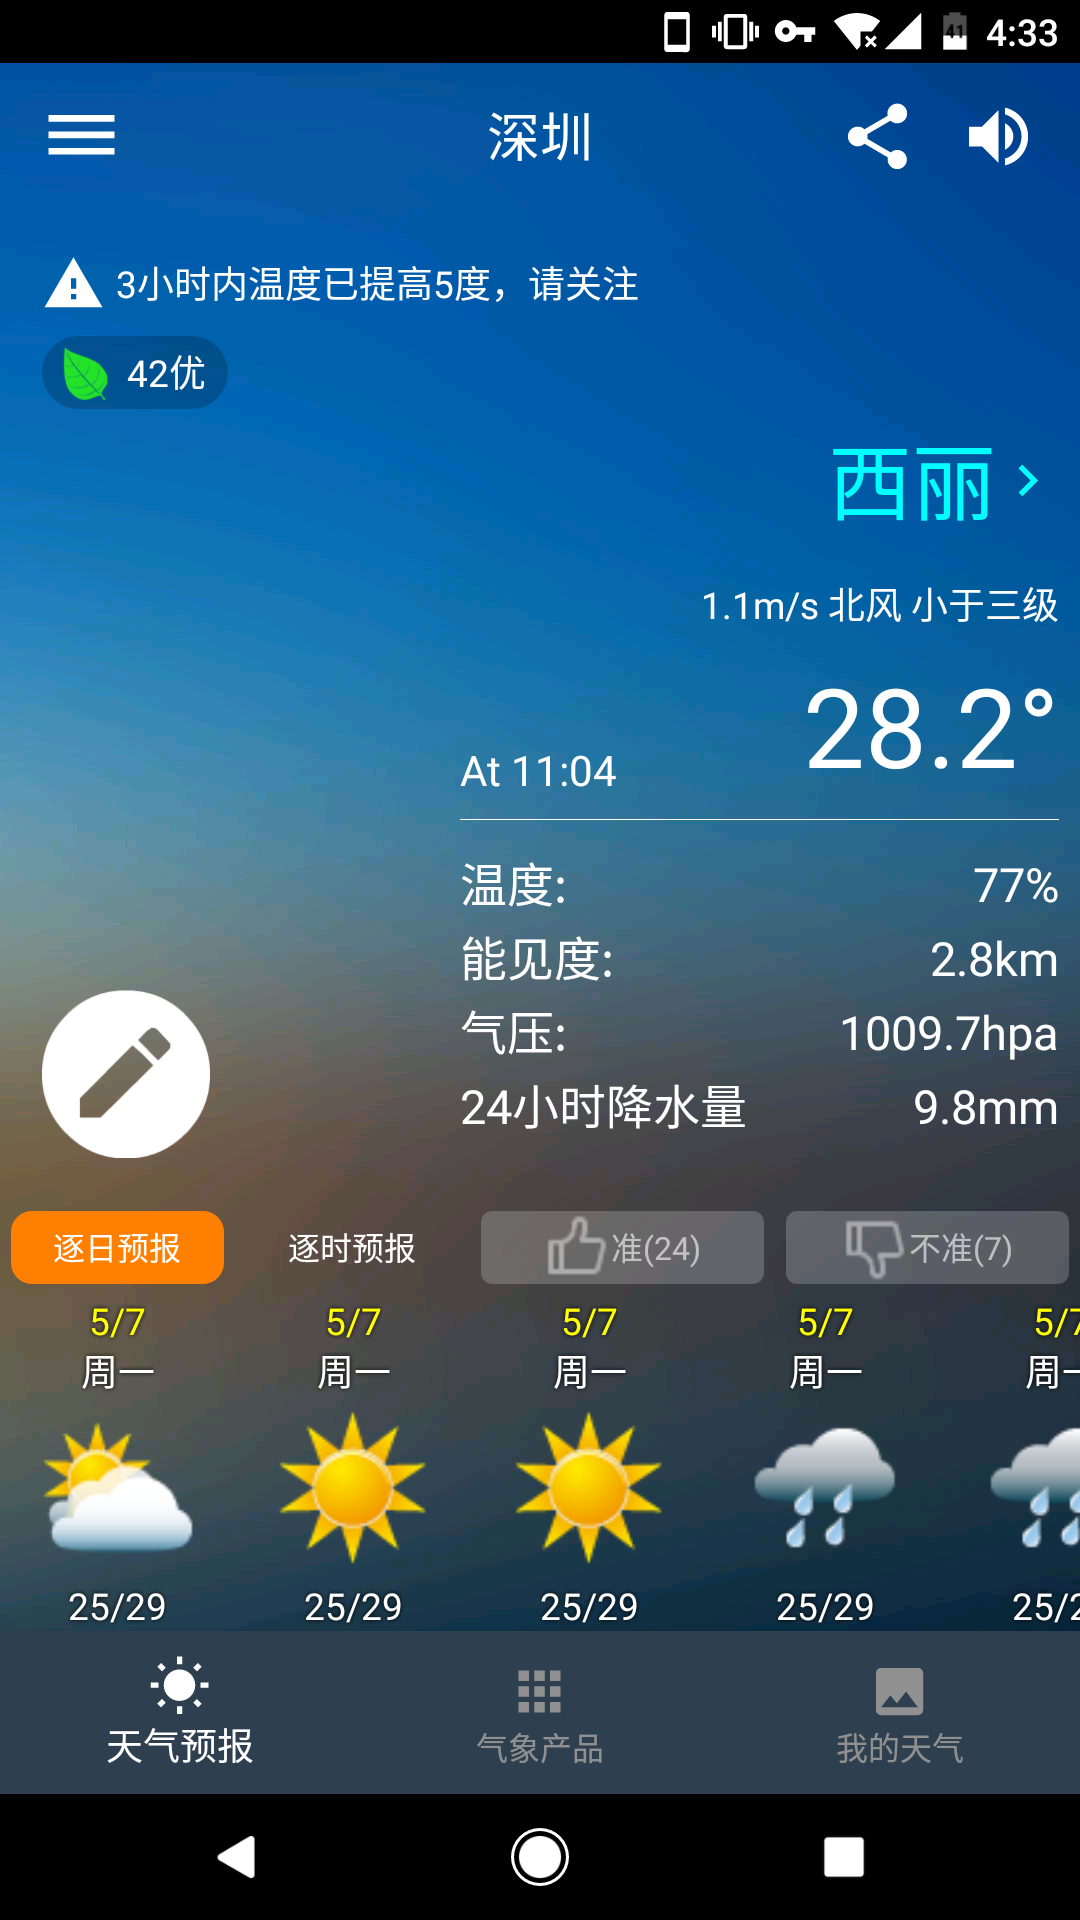 41 4:33
深圳
3小时内温度已提高5度，请关注
42优
西丽
1.1m/s 北风 小于三级
28.2°
At 11:04
温度: 77%
能见度: 2.8km
气压: 1009.7hpa
24小时降水量 9.8mm
逐日预报 逐时预报 准(24) 不准(7)
5/7 5/7 5/7 5/7 5/7
周一 周一 周一 周一 周一
25/29 25/29 25/29 25/29 25/2
天气预报 气象产品 我的天气